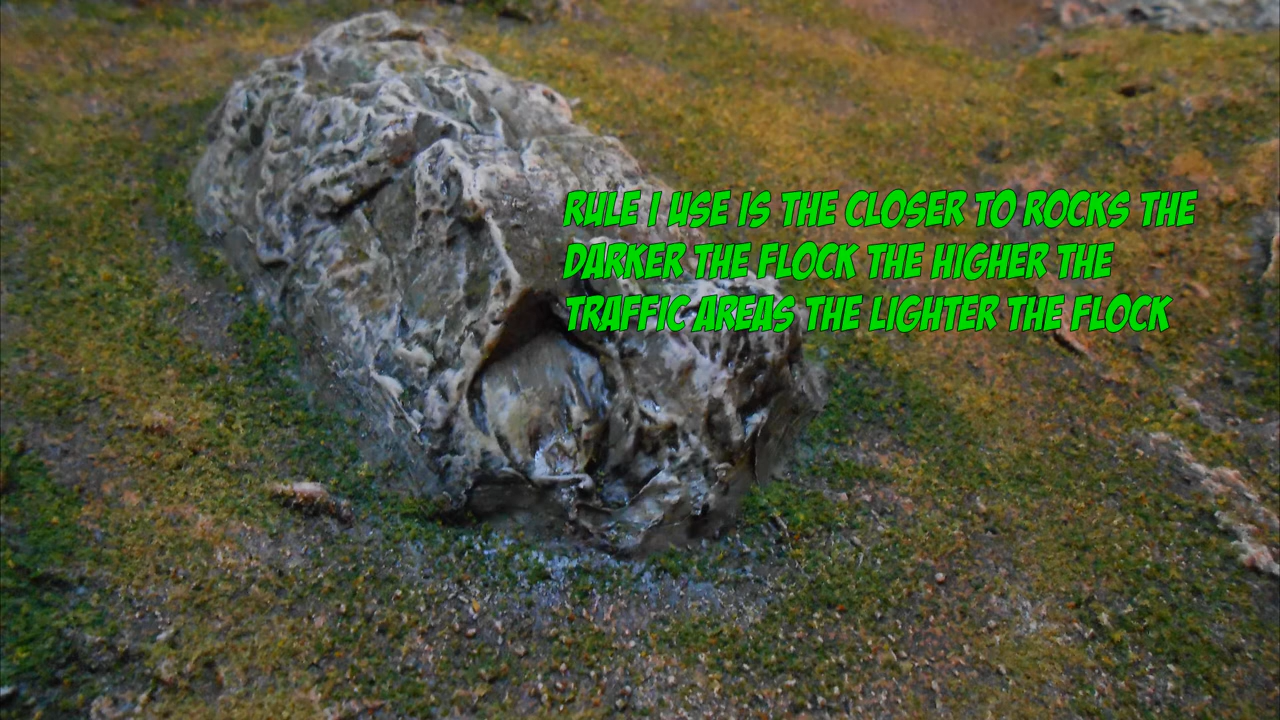 RULE I USE IS THE CLOSER TO ROCKS THE
DARKER THE FLOCK THE HIGHER THE
TRAFFIC AREAS THE LIGHTER THE FLOCK